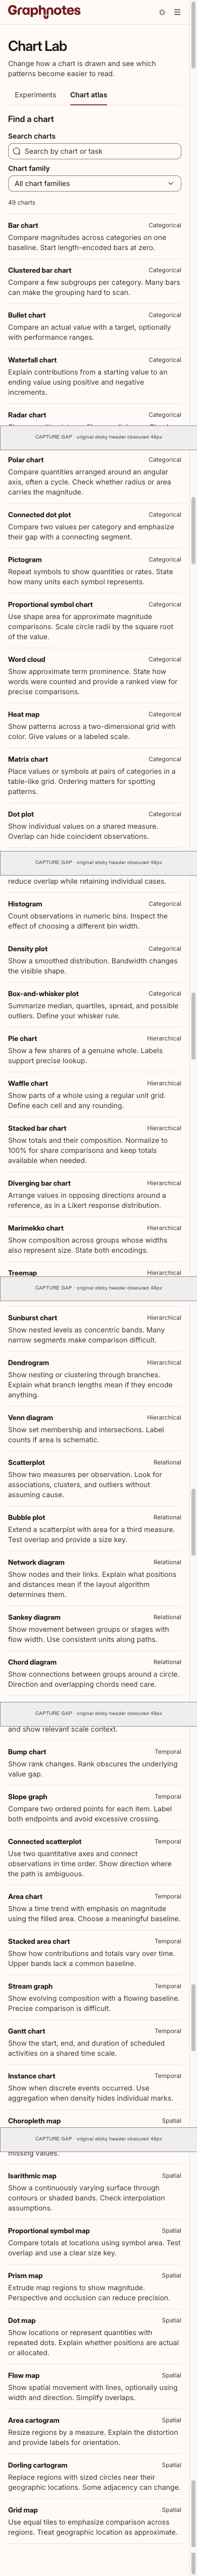 Graphnotes
Chart Lab
Change how a chart is drawn and see which
patterns become easier to read.
Experiments Chart atlas
Find a chart
Search charts
Search by chart or task
Chart family
All chart families
49 charts
Bar chart Categorical
Compare magnitudes across categories on one
baseline. Start length-encoded bars at zero.
Clustered bar chart Categorical
Compare a few subgroups per category. Many bars
can make the grouping hard to scan.
Bullet chart Categorical
Compare an actual value with a target, optionally
with performance ranges.
Waterfall chart Categorical
Explain contributions from a starting value to an
ending value using positive and negative
increments.
Radar chart Categorical
CAPTURE GAP · original sticky header obscured 49px
Polar chart Categorical
Compare quantities arranged around an angular
axis, often a cycle. Check whether radius or area
carries the magnitude.
Connected dot plot Categorical
Compare two values per category and emphasize
their gap with a connecting segment.
Pictogram Categorical
Repeat symbols to show quantities or rates. State
how many units each symbol represents.
Proportional symbol chart Categorical
Use shape area for approximate magnitude
comparisons. Scale circle radii by the square root
of the value.
Word cloud Categorical
Show approximate term prominence. State how
words were counted and provide a ranked view for
precise comparisons.
Heat map Categorical
Show patterns across a two-dimensional grid with
color. Give values or a labeled scale.
Matrix chart Categorical
Place values or symbols at pairs of categories in a
table-like grid. Ordering matters for spotting
patterns.
Dot plot Categorical
Show individual values on a shared measure.
Overlap can hide coincident observations.
CAPTURE GAP · original sticky header obscured 49px
reduce overlap while retaining individual cases.
Histogram Categorical
Count observations in numeric bins. Inspect the
effect of choosing a different bin width.
Density plot Categorical
Show a smoothed distribution. Bandwidth changes
the visible shape.
Box-and-whisker plot Categorical
Summarize median, quartiles, spread, and possible
outliers. Define your whisker rule.
Pie chart Hierarchical
Show a few shares of a genuine whole. Labels
support precise lookup.
Waffle chart Hierarchical
Show parts of a whole using a regular unit grid.
Define each cell and any rounding.
Stacked bar chart Hierarchical
Show totals and their composition. Normalize to
100% for share comparisons and keep totals
available when needed.
Diverging bar chart Hierarchical
Arrange values in opposing directions around a
reference, as in a Likert response distribution.
Marimekko chart Hierarchical
Show composition across groups whose widths
also represent size. State both encodings.
Treemap Hierarchical
CAPTURE GAP · original sticky header obscured 49px
Sunburst chart Hierarchical
Show nested levels as concentric bands. Many
narrow segments make comparison difficult.
Dendrogram Hierarchical
Show nesting or clustering through branches.
Explain what branch lengths mean if they encode
anything.
Venn diagram Hierarchical
Show set membership and intersections. Label
counts if area is schematic.
Scatterplot Relational
Show two measures per observation. Look for
associations, clusters, and outliers without
assuming cause.
Bubble plot Relational
Extend a scatterplot with area for a third measure.
Test overlap and provide a size key.
Network diagram Relational
Show nodes and their links. Explain what positions
and distances mean if the layout algorithm
determines them.
Sankey diagram Relational
Show movement between groups or stages with
flow width. Use consistent units along paths.
Chord diagram Relational
Show connections between groups around a circle.
Direction and overlapping chords need care.
CAPTURE GAP · original sticky header obscured 49px
and show relevant scale context.
Bump chart Temporal
Show rank changes. Rank obscures the underlying
value gap.
Slope graph Temporal
Compare two ordered points for each item. Label
both endpoints and avoid excessive crossing.
Connected scatterplot Temporal
Use two quantitative axes and connect
observations in time order. Show direction where
the path is ambiguous.
Area chart Temporal
Show a time trend with emphasis on magnitude
using the filled area. Choose a meaningful baseline.
Stacked area chart Temporal
Show how contributions and totals vary over time.
Upper bands lack a common baseline.
Stream graph Temporal
Show evolving composition with a flowing baseline.
Precise comparison is difficult.
Gantt chart Temporal
Show the start, end, and duration of scheduled
activities on a shared time scale.
Instance chart Temporal
Show when discrete events occurred. Use
aggregation when density hides individual marks.
Choropleth map Spatial
CAPTURE GAP · original sticky header obscured 49px
missing values.
Isarithmic map Spatial
Show a continuously varying surface through
contours or shaded bands. Check interpolation
assumptions.
Proportional symbol map Spatial
Compare totals at locations using symbol area. Test
overlap and use a clear size key.
Prism map Spatial
Extrude map regions to show magnitude.
Perspective and occlusion can reduce precision.
Dot map Spatial
Show locations or represent quantities with
repeated dots. Explain whether positions are actual
or allocated.
Flow map Spatial
Show spatial movement with lines, optionally using
width and direction. Simplify overlaps.
Area cartogram Spatial
Resize regions by a measure. Explain the distortion
and provide labels for orientation.
Dorling cartogram Spatial
Replace regions with sized circles near their
geographic locations. Some adjacency can change.
Grid map Spatial
Use equal tiles to emphasize comparison across
regions. Treat geographic location as approximate.